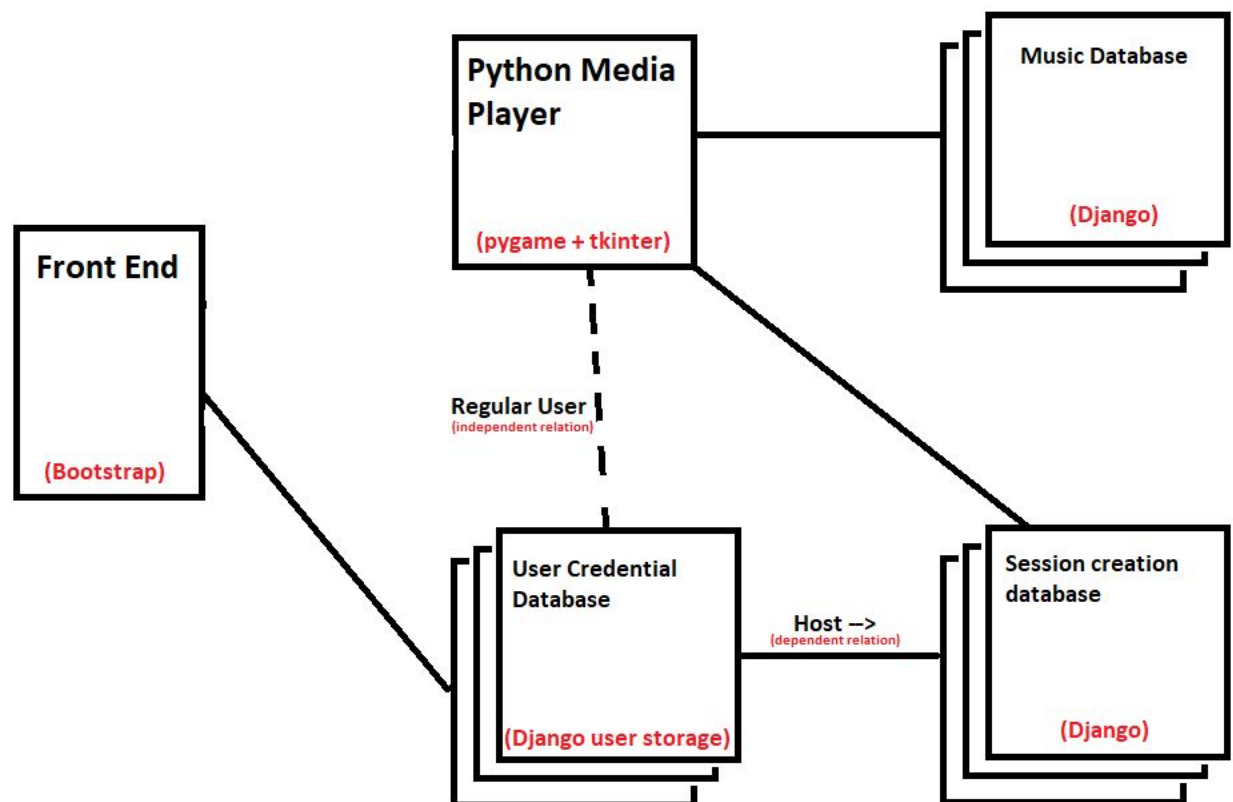 Python Media
Player
(pygame + tkinter)
Music Database
(Django)
Front End
(Bootstrap)
Regular User
(independent relation)
User Credential
Database
(Django user storage)
Host -->
(dependent relation)
Session creation
database
(Django)